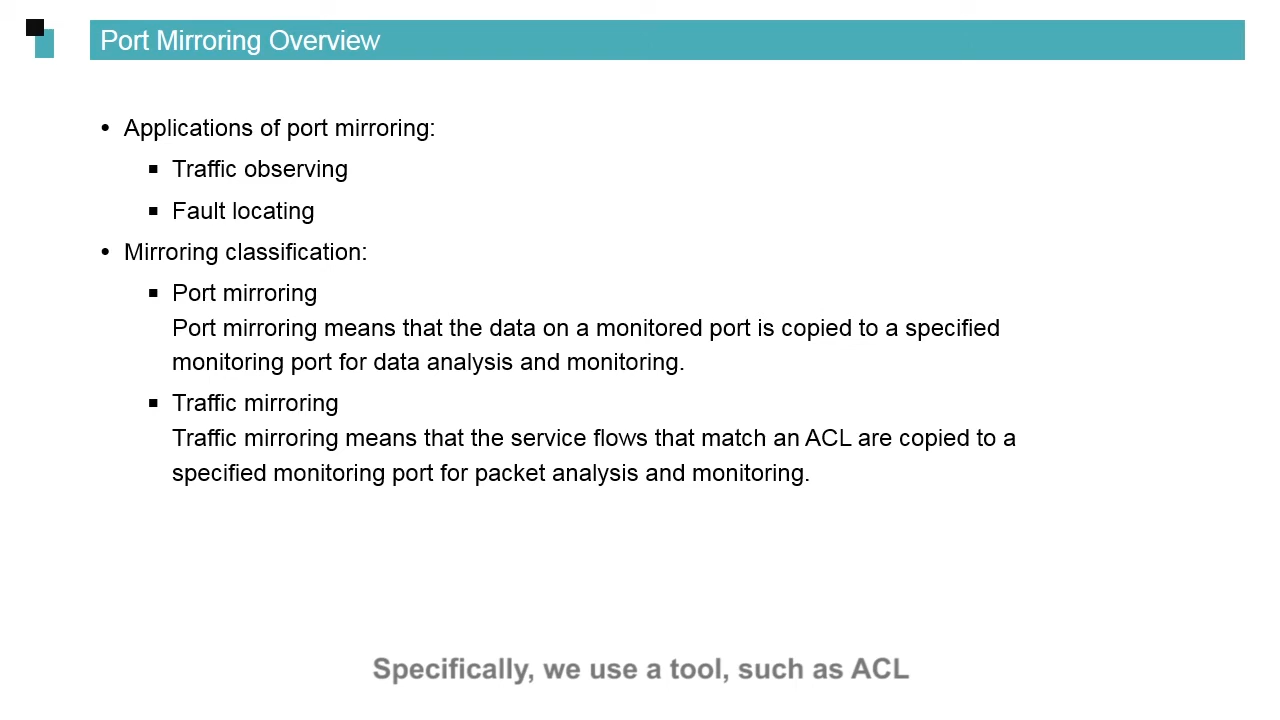 Port Mirroring Overview
• Applications of port mirroring:
▪ Traffic observing
▪ Fault locating
• Mirroring classification:
▪ Port mirroring
Port mirroring means that the data on a monitored port is copied to a specified
monitoring port for data analysis and monitoring.
▪ Traffic mirroring
Traffic mirroring means that the service flows that match an ACL are copied to a
specified monitoring port for packet analysis and monitoring.
Specifically, we use a tool, such as ACL